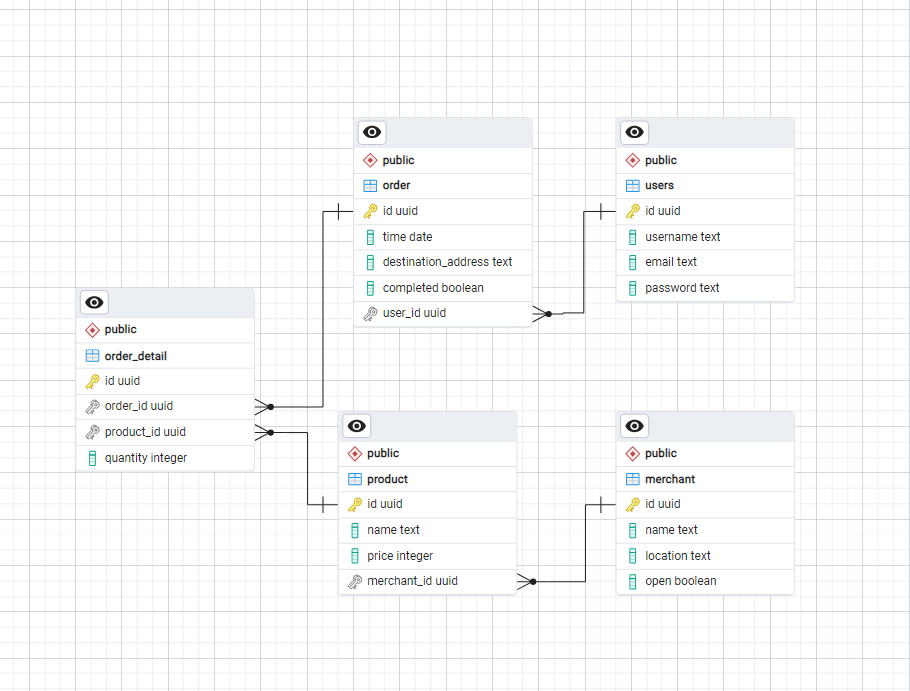 public
order
id uuid
time date
destination_address text
completed boolean
user_id uuid
public
users
id uuid
username text
email text
password text
public
order_detail
id uuid
order_id uuid
product_id uuid
quantity integer
public
product
id uuid
name text
price integer
merchant_id uuid
public
merchant
id uuid
name text
location text
open boolean